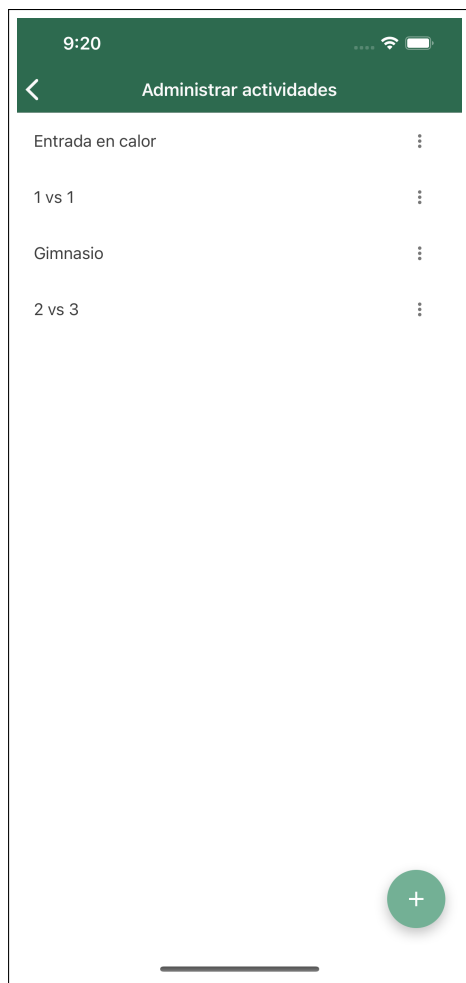 9:20
Administrar actividades
Entrada en calor
1 vs 1
Gimnasio
2 vs 3
+